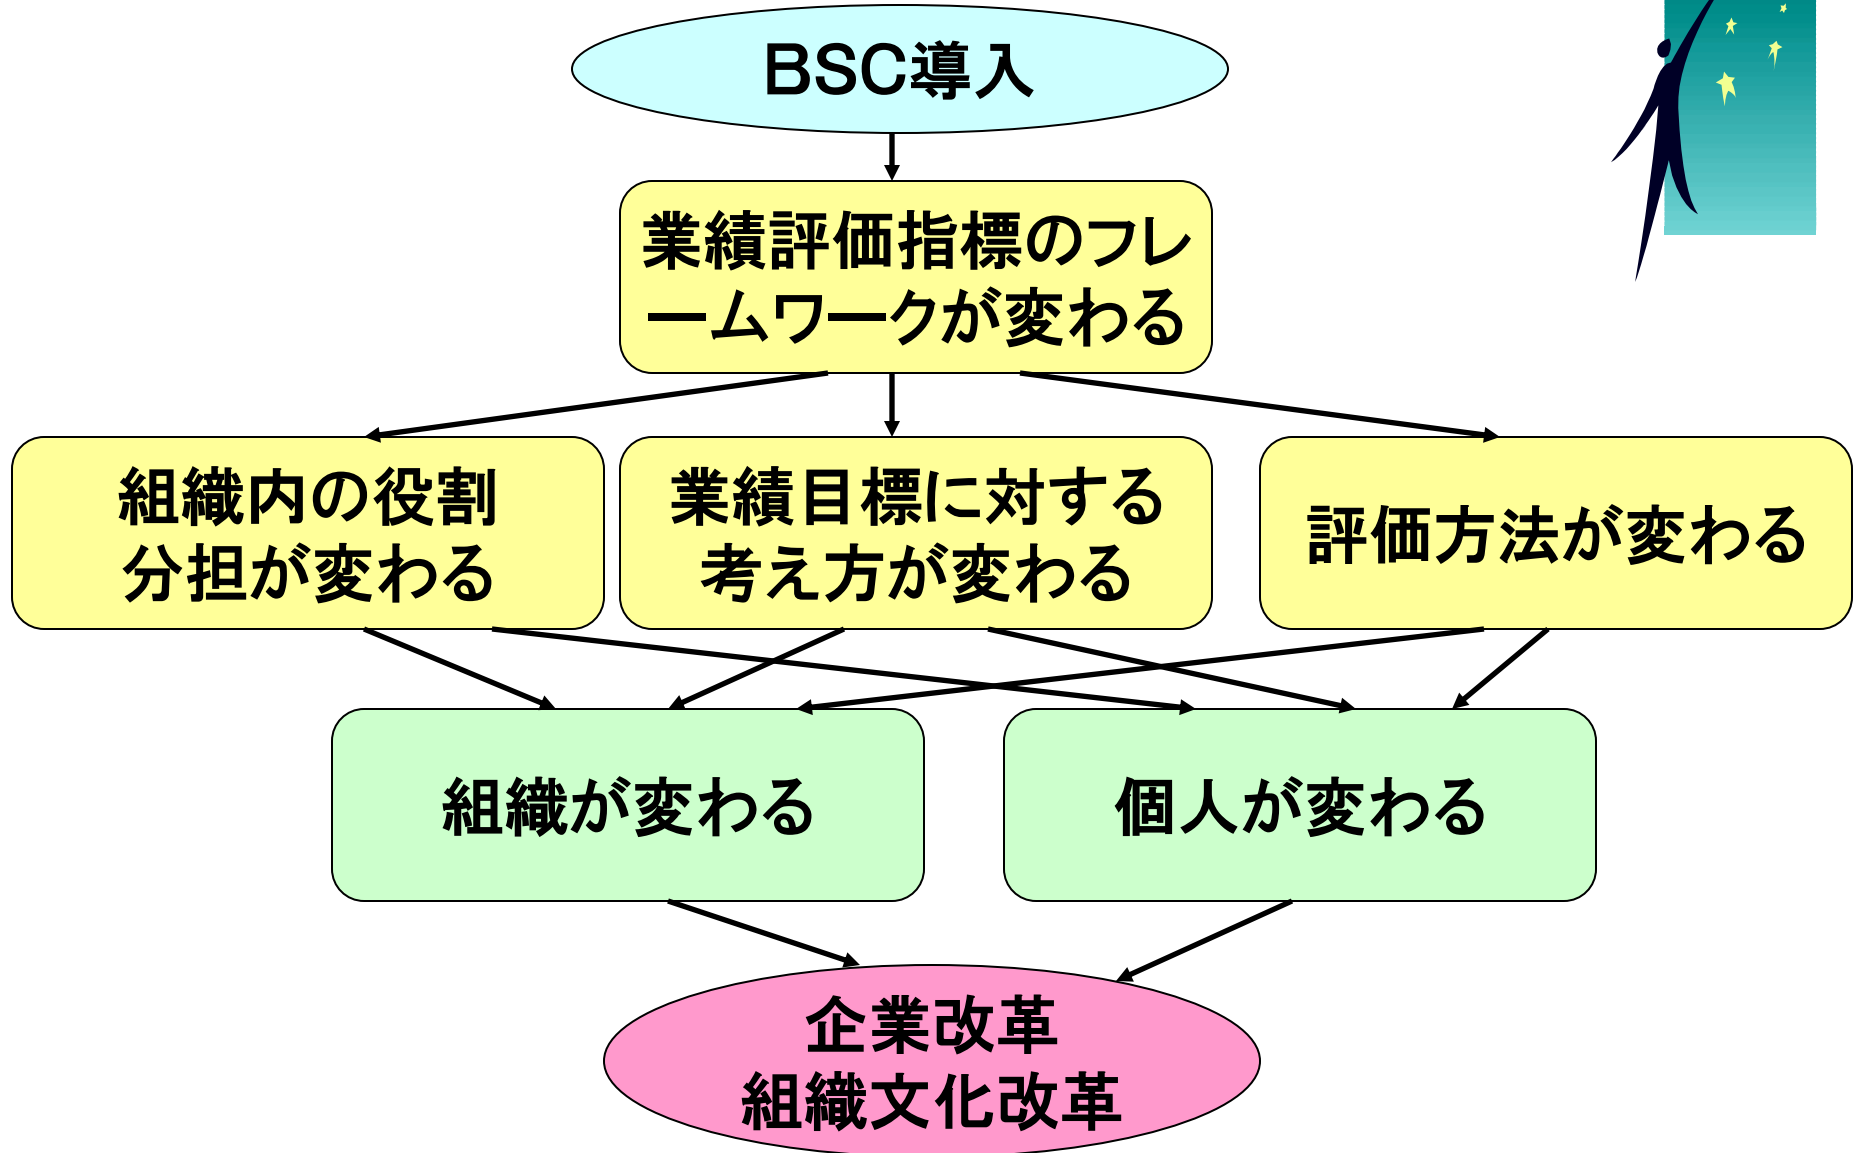 BSC導入
業績評価指標のフレ
ームワークが変わる
組織内の役割
分担が変わる
業績目標に対する
考え方が変わる
評価方法が変わる
組織が変わる
個人が変わる
企業改革
組織文化改革